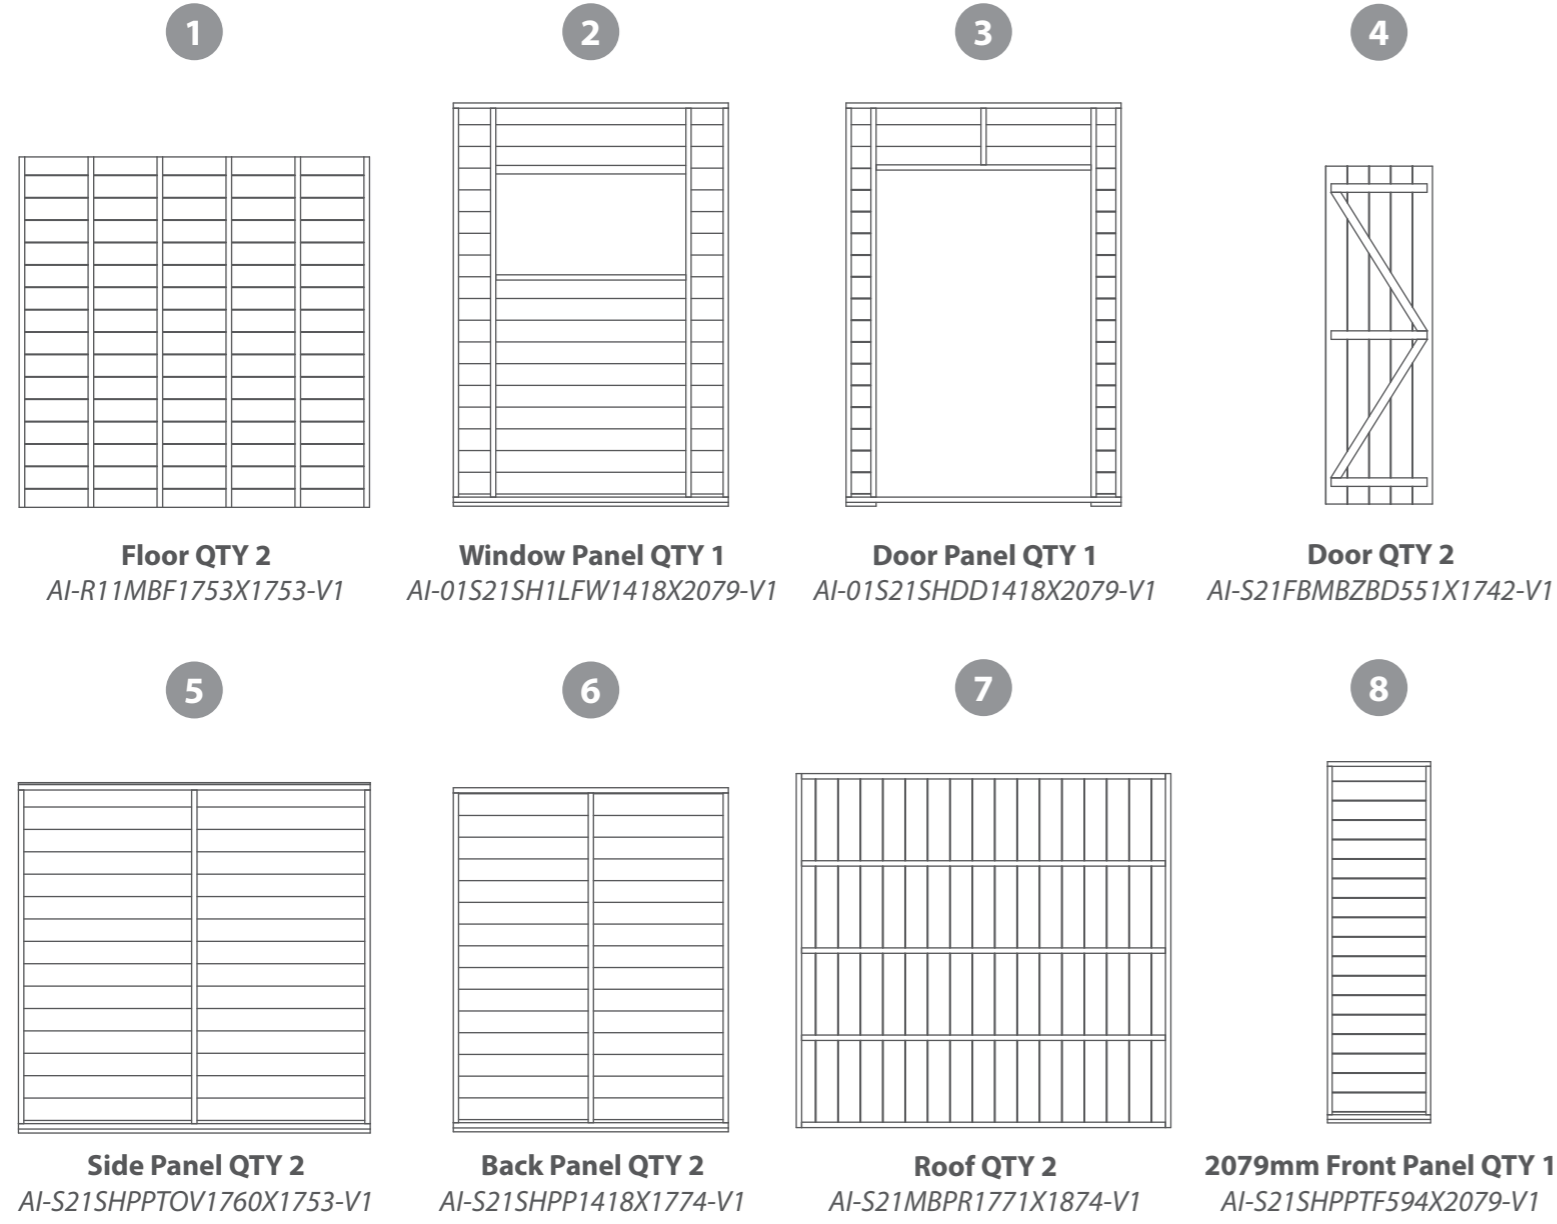 1
2
3
4
Floor QTY 2
AI-R11MBF1753X1753-V1
Window Panel QTY 1
AI-01S21SH1LFW1418X2079-V1
Door Panel QTY 1
AI-01S21SHDD1418X2079-V1
Door QTY 2
AI-S21FBMBZBD551X1742-V1
5
6
7
8
Side Panel QTY 2
AI-S21SHPPTOV1760X1753-V1
Back Panel QTY 2
AI-S21SHPP1418X1774-V1
Roof QTY 2
AI-S21MBPR1771X1874-V1
2079mm Front Panel QTY 1
AI-S21SHPPTF594X2079-V1